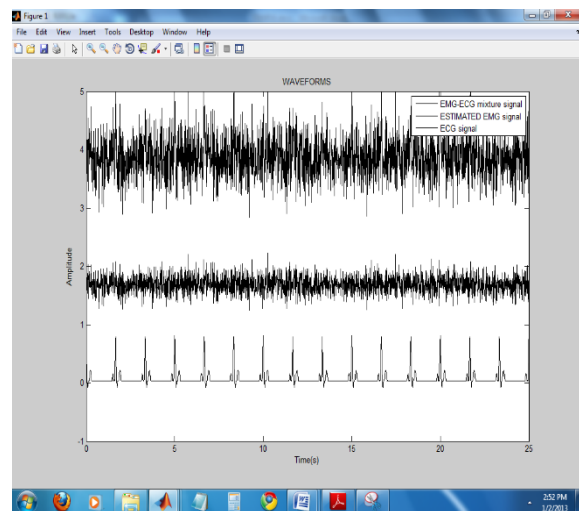 Figure 1
File Edit View Insert Tools Desktop Window Help
WAVEFORMS
EMG-ECG mixture signal
ESTIMATED EMG signal
ECG signal
5
4
3
2
1
0
-1
Amplitude
0 5 10 15 20 25
Time(s)
2:52 PM
1/2/2013